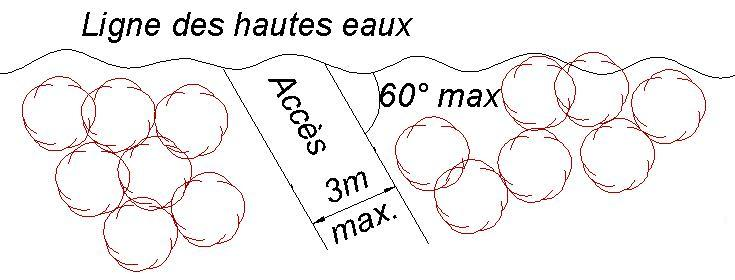 Ligne des hautes eaux
Accès
60° max
3m
max.